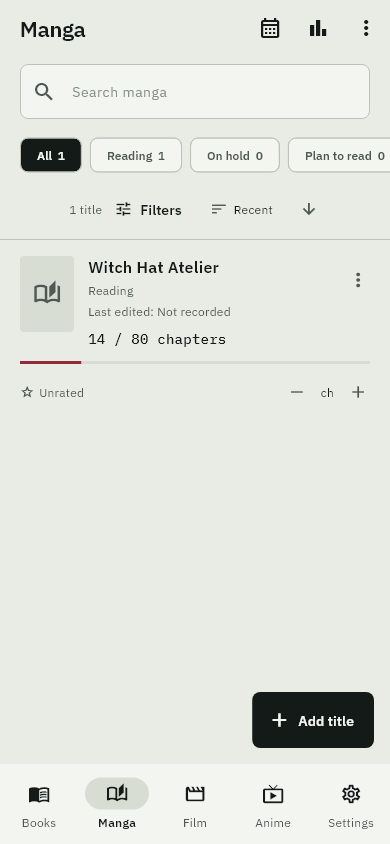 Manga
Search manga
All 1
Reading 1
On hold 0
Plan to read 0
1 title
Filters
Recent
Witch Hat Atelier
Reading
Last edited: Not recorded
14 / 80 chapters
Unrated
ch
Add title
Books
Manga
Film
Anime
Settings